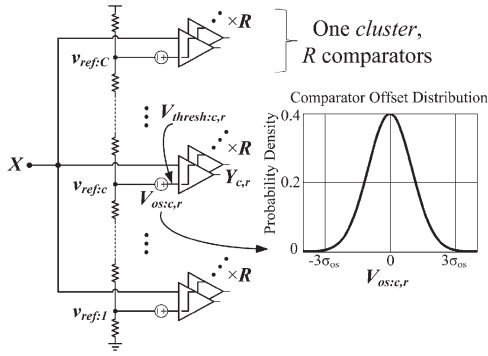 ×R
One cluster,
R comparators
v_ref:C
V_thresh:c,r
×R
X
Y_c,r
v_ref:c
V_os:c,r
×R
v_ref:1
Comparator Offset Distribution
Probability Density
0.4
0.2
0
-3σ_os
0
3σ_os
V_os:c,r